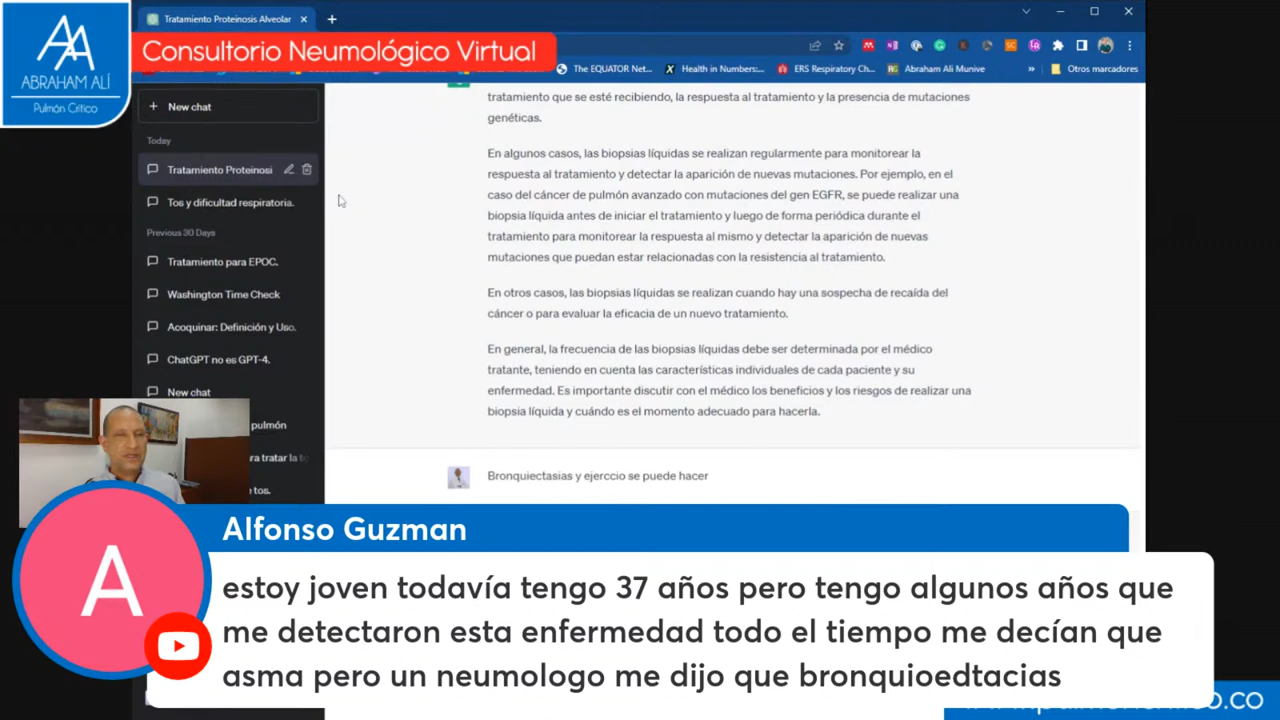 Tratamiento Proteinosis Alveolar
AA
ABRAHAM ALÍ
Pulmón Crítico
Consultorio Neumológico Virtual
The EQUATOR Net...
Health in Numbers:...
ERS Respiratory Ch...
Abraham Ali Munive
Otros marcadores
New chat
Today
Tratamiento Proteinosi
Tos y dificultad respiratoria.
Previous 30 Days
Tratamiento para EPOC.
Washington Time Check
Acoquinar: Definición y Uso.
ChatGPT no es GPT-4.
New chat
pulmón
ra tratar la to
e tos.
tratamiento que se esté recibiendo, la respuesta al tratamiento y la presencia de mutaciones
genéticas.
En algunos casos, las biopsias líquidas se realizan regularmente para monitorear la
respuesta al tratamiento y detectar la aparición de nuevas mutaciones. Por ejemplo, en el
caso del cáncer de pulmón avanzado con mutaciones del gen EGFR, se puede realizar una
biopsia líquida antes de iniciar el tratamiento y luego de forma periódica durante el
tratamiento para monitorear la respuesta al mismo y detectar la aparición de nuevas
mutaciones que puedan estar relacionadas con la resistencia al tratamiento.
En otros casos, las biopsias líquidas se realizan cuando hay una sospecha de recaída del
cáncer o para evaluar la eficacia de un nuevo tratamiento.
En general, la frecuencia de las biopsias líquidas debe ser determinada por el médico
tratante, teniendo en cuenta las características individuales de cada paciente y su
enfermedad. Es importante discutir con el médico los beneficios y los riesgos de realizar una
biopsia líquida y cuándo es el momento adecuado para hacerla.
Bronquiectasias y ejerccio se puede hacer
A
Alfonso Guzman
estoy joven todavía tengo 37 años pero tengo algunos años que
me detectaron esta enfermedad todo el tiempo me decían que
asma pero un neumologo me dijo que bronquioedtacias